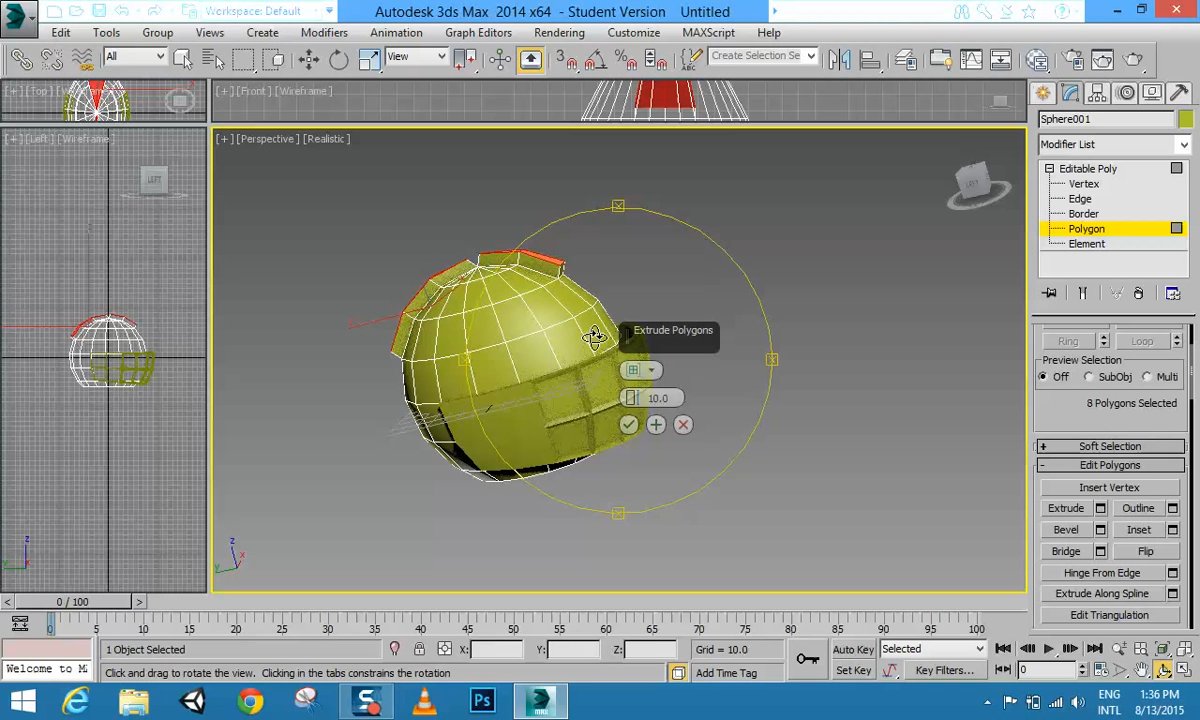 Workspace: Default
Autodesk 3ds Max 2014 x64 - Student Version Untitled
Edit Tools Group Views Create Modifiers Animation Graph Editors Rendering Customize MAXScript Help
All
View
Create Selection Se
[+] [Front] [Wireframe]
[+] [Left] [Wireframe]
[+] [Perspective] [Realistic]
LEFT
LEFT
Sphere001
Modifier List
Editable Poly
Vertex
Edge
Border
Polygon
Element
Extrude Polygons
10.0
Ring Loop
Preview Selection
Off SubObj Multi
8 Polygons Selected
+ Soft Selection
- Edit Polygons
Insert Vertex
Extrude Outline
Bevel Inset
Bridge Flip
Hinge From Edge
Extrude Along Spline
Edit Triangulation
z
x
y
z
x
y
< 0 / 100 >
0 5 10 15 20 25 30 35 40 45 50 55 60 65 70 75 80 85 90 95 100
1 Object Selected X: Y: Z: Grid = 10.0 Auto Key Selected
Welcome to M Click and drag to rotate the view. Clicking in the tabs constrains the rotation Add Time Tag Set Key Key Filters... 0
ENG 1:36 PM
INTL 8/13/2015